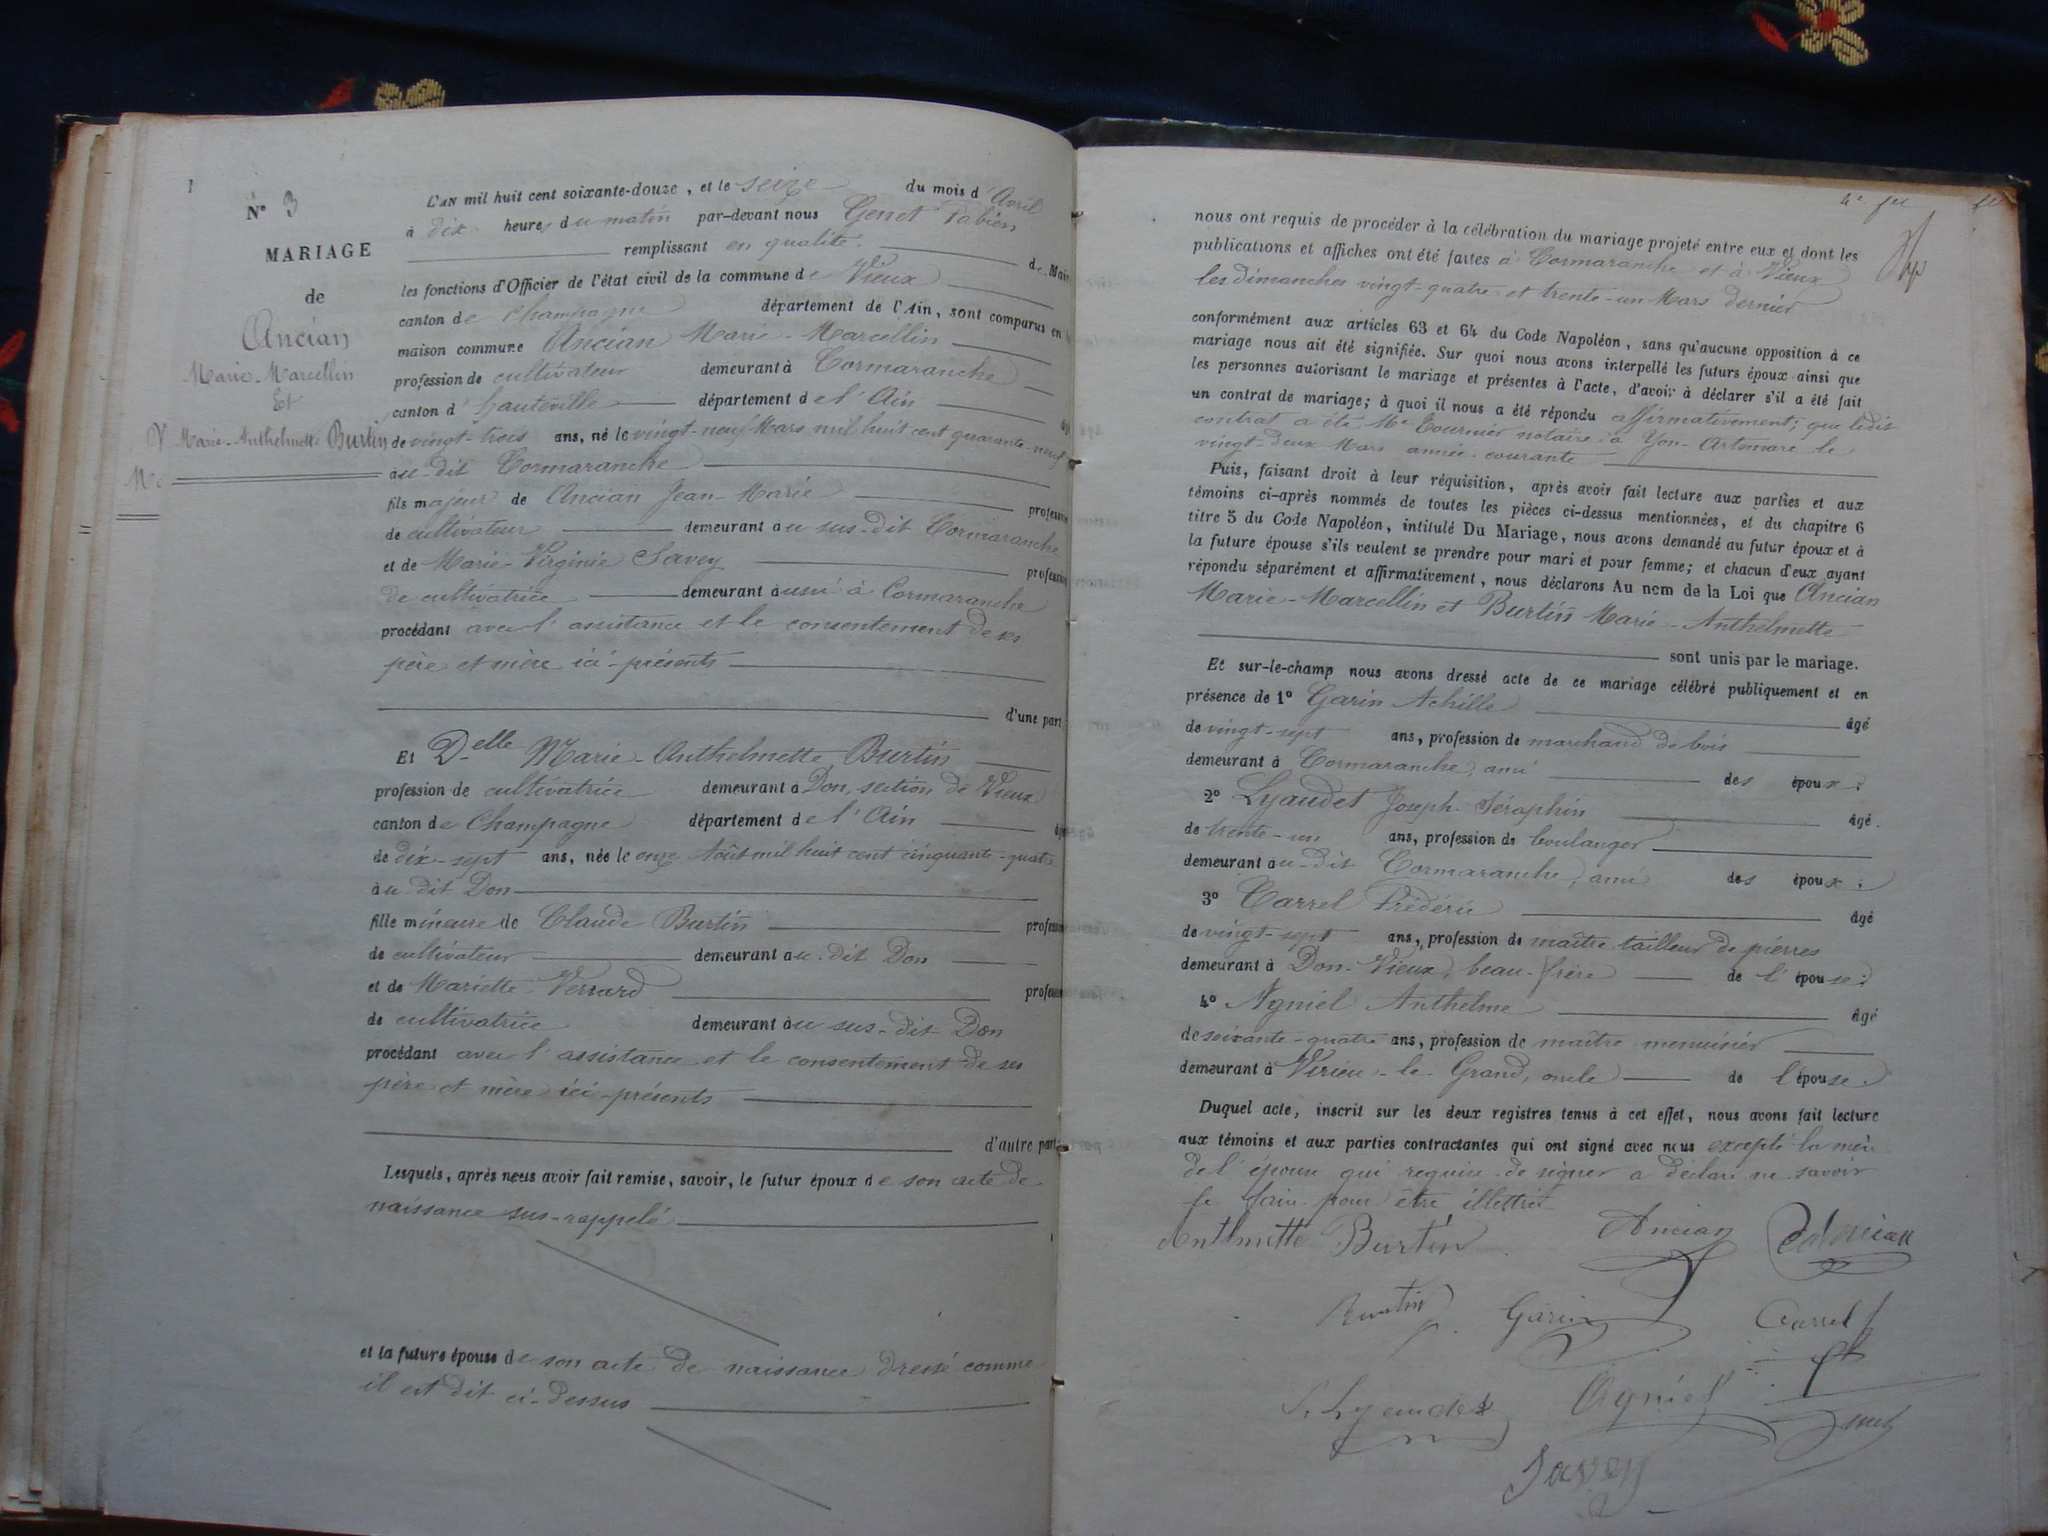 1
N° 3
MARIAGE
de
Ancian
Marie-Marcellin
Et
Marie-Anthelmette Burtin
L'AN mil huit cent soixante-douze, et le seize du mois d'Avril
à dix heures du matin par-devant nous Genet Fabien
remplissant en qualité de Mair
les fonctions d'Officier de l'état civil de la commune de Vieux
canton de Champagne département de l'Ain, sont comparus en la
maison commune Ancian Marie-Marcellin
profession de cultivateur demeurant à Cormaranche
canton d'hauteville département de l'Ain âgé
de vingt-trois ans, né le vingt-neuf Mars mil huit cent quarante-neuf
au-dit Cormaranche
fils majeur de Ancian Jean-Marie profession
de cultivateur demeurant au sus-dit Cormaranche
et de Marie-Virginie Savey profession
de cultivatrice demeurant aussi à Cormaranche
procédant avec l'assistance et le consentement de ses
père et mère ici-présents
d'une part
Et Delle Marie-Anthelmette Burtin
profession de cultivatrice demeurant à Don, section de Vieux
canton de Champagne département de l'Ain âgée
de dix-sept ans, née le onze Août mil huit cent cinquante-quatre
au-dit Don
fille mineure de Claude Burtin profession
de cultivateur demeurant au-dit Don
et de Mariette Verrard profession
de cultivatrice demeurant au sus-dit Don
procédant avec l'assistance et le consentement de ses
père et mère ici-présents
d'autre part
Lesquels, après nous avoir fait remise, savoir, le futur époux de son acte de
naissance sus-rappelé
et la future épouse de son acte de naissance dressé comme
il est dit ci-dessus
nous ont requis de procéder à la célébration du mariage projeté entre eux et dont les
publications et affiches ont été faites à Cormaranche et à Vieux
les dimanches vingt-quatre et trente-un Mars dernier
conformément aux articles 63 et 64 du Code Napoléon, sans qu'aucune opposition à ce
mariage nous ait été signifiée. Sur quoi nous avons interpellé les futurs époux ainsi que
les personnes autorisant le mariage et présentes à l'acte, d'avoir à déclarer s'il a été fait
un contrat de mariage; à quoi il nous a été répondu affirmativement; que ledit
contrat a été Me Tournier notaire à Yon-Artemare le
vingt-deux Mars année courante
Puis, faisant droit à leur réquisition, après avoir fait lecture aux parties et aux
témoins ci-après nommés de toutes les pièces ci-dessus mentionnées, et du chapitre 6
titre 5 du Code Napoléon, intitulé Du Mariage, nous avons demandé au futur époux et à
la future épouse s'ils veulent se prendre pour mari et pour femme; et chacun d'eux ayant
répondu séparément et affirmativement, nous déclarons Au nom de la Loi que Ancian
Marie-Marcellin et Burtin Marie-Anthelmette
sont unis par le mariage.
Et sur-le-champ nous avons dressé acte de ce mariage célébré publiquement et en
présence de 1° Garin Achille âgé
de vingt-sept ans, profession de marchand de bois
demeurant à Cormaranche, ami des époux;
2° Lyaudet Joseph-Séraphin âgé
de trente-un ans, profession de boulanger
demeurant au-dit Cormaranche, ami des époux;
3° Carrel Frédéric âgé
de vingt-sept ans, profession de maître tailleur de pierres
demeurant à Don-Vieux, beau-frère de l'épouse;
4° Agniel Anthelme âgé
de soixante-quatre ans, profession de maître menuisier
demeurant à Virieu-le-Grand, oncle de l'épouse.
Duquel acte, inscrit sur les deux registres tenus à cet effet, nous avons fait lecture
aux témoins et aux parties contractantes qui ont signé avec nous excepté la mère
de l'épouse qui requise de signer a déclaré ne savoir
le faire pour être illettrée
Anthmette Burtin Ancian Ancian
Burtin Garin Carrel
S. Lyaudet Agniel
Savey